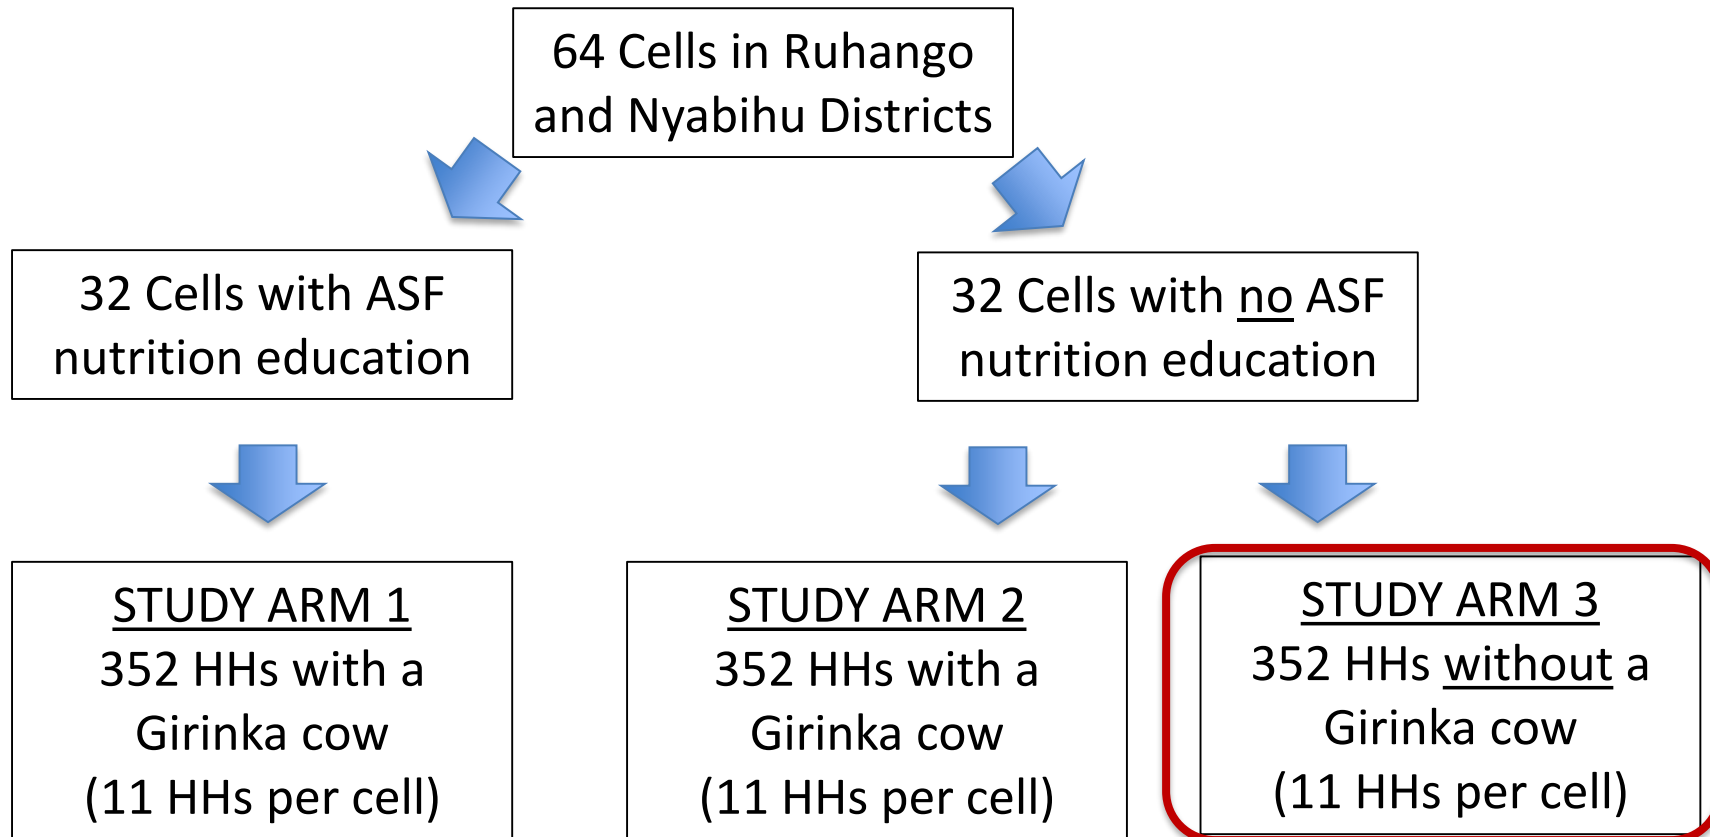 64 Cells in Ruhango
and Nyabihu Districts
32 Cells with ASF
nutrition education
32 Cells with no ASF
nutrition education
STUDY ARM 1
352 HHs with a
Girinka cow
(11 HHs per cell)
STUDY ARM 2
352 HHs with a
Girinka cow
(11 HHs per cell)
STUDY ARM 3
352 HHs without a
Girinka cow
(11 HHs per cell)